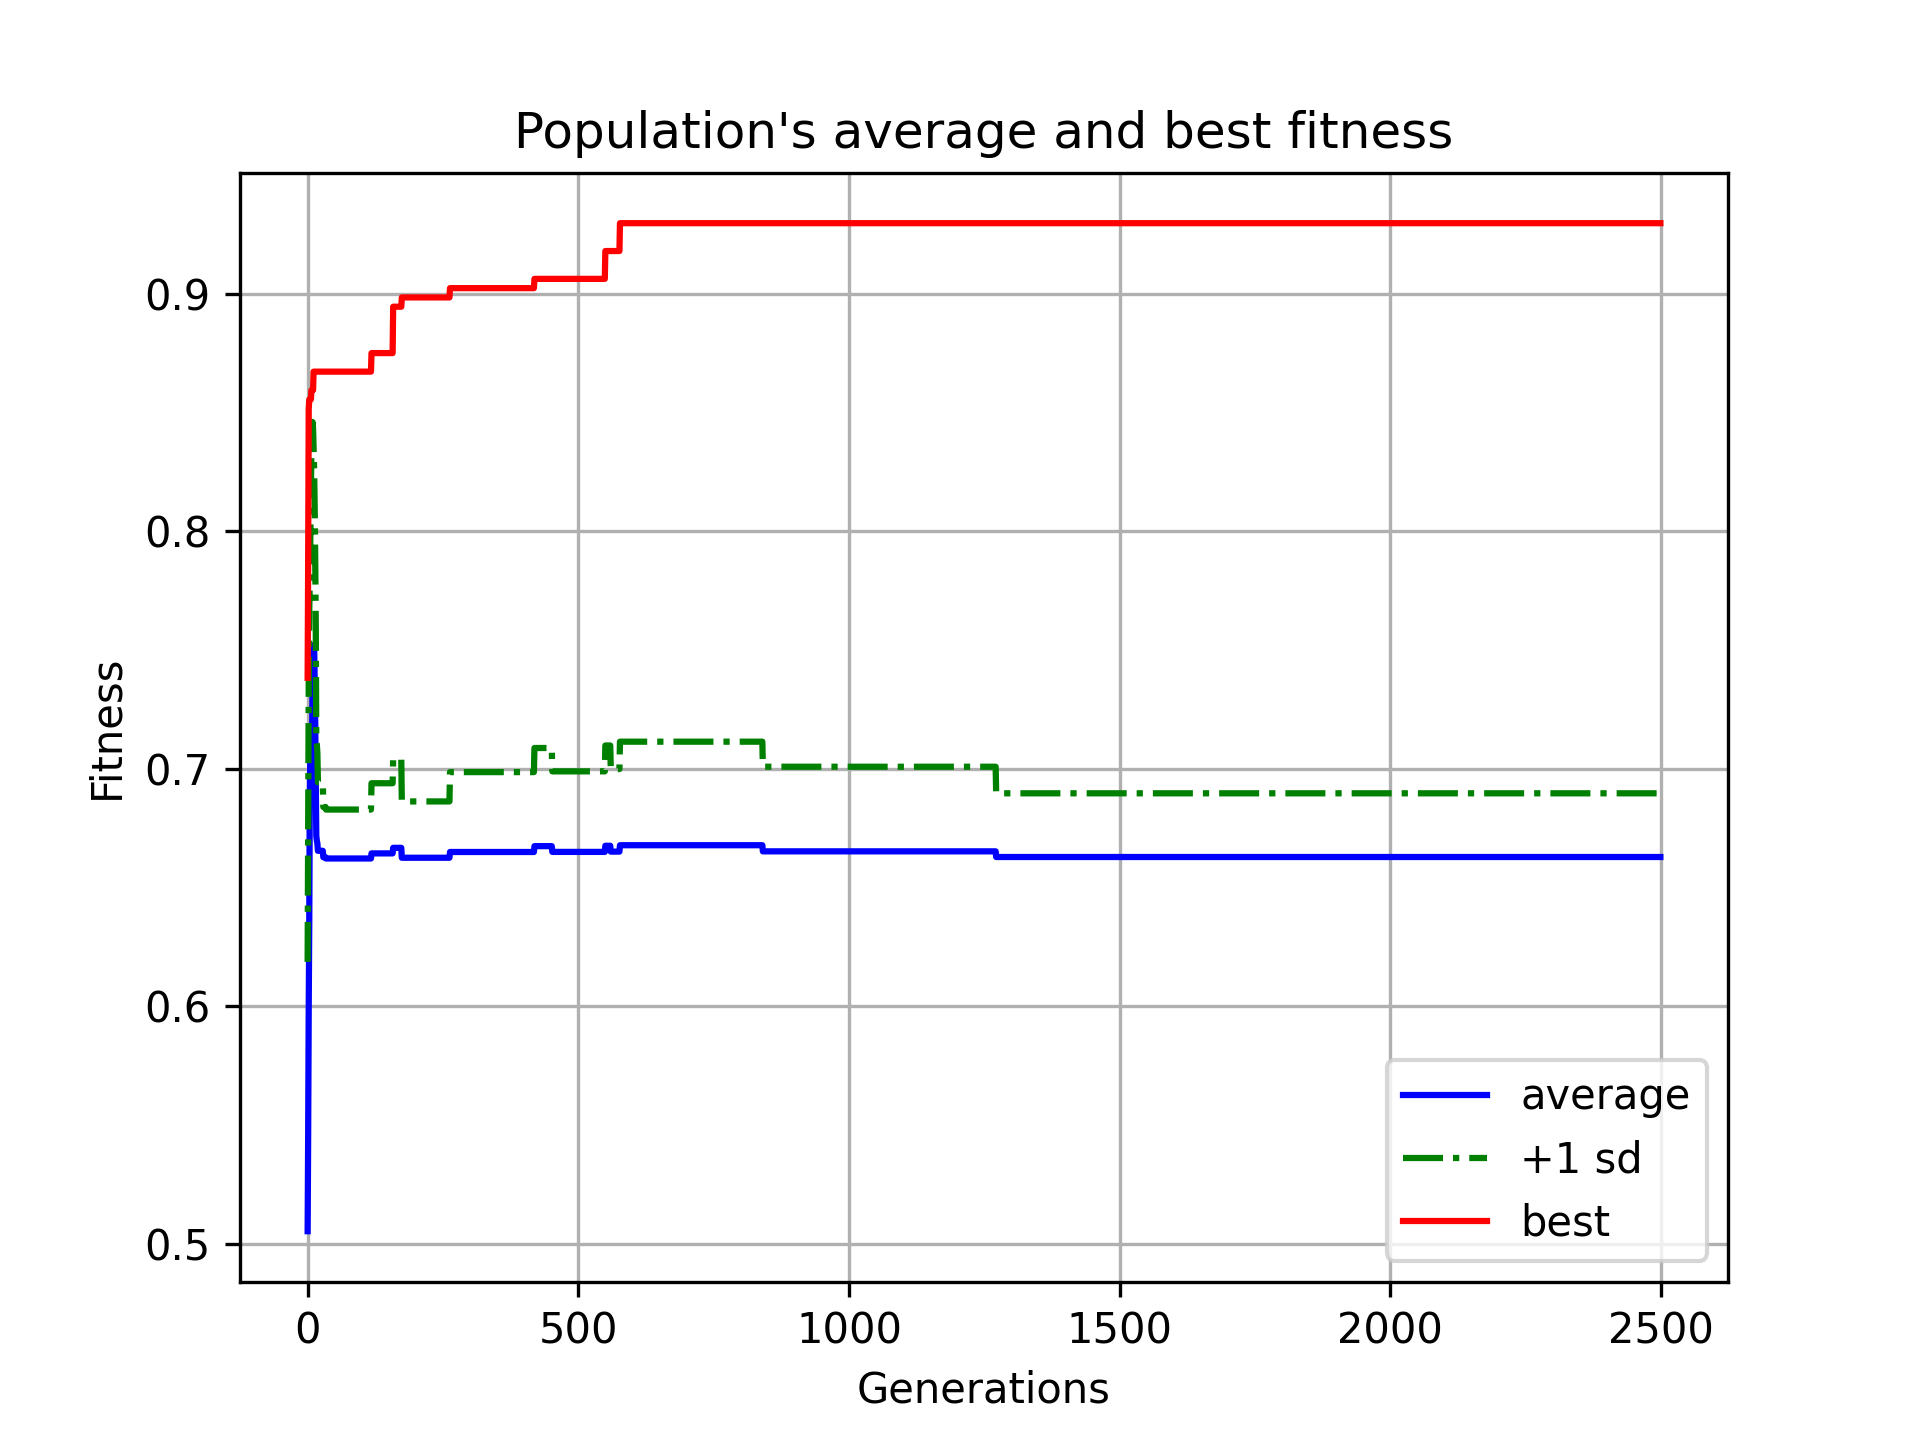 Population's average and best fitness
Fitness
0.9
0.8
0.7
0.6
0.5
0 500 1000 1500 2000 2500
Generations
average
+1 sd
best